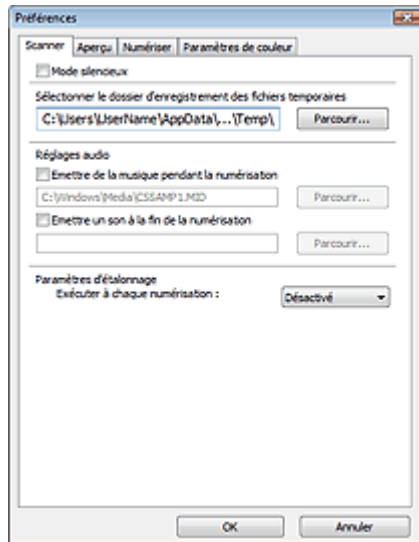 Préférences
Scanner Aperçu Numériser Paramètres de couleur
Mode silencieux
Sélectionner le dossier d'enregistrement des fichiers temporaires
C:\Users\UserName\AppData\...\Temp\ Parcourir...
Réglages audio
Emettre de la musique pendant la numérisation
C:\Windows\Media\CSSAMP1.MID Parcourir...
Emettre un son à la fin de la numérisation
Parcourir...
Paramètres d'étalonnage
Exécuter à chaque numérisation : Désactivé
OK Annuler